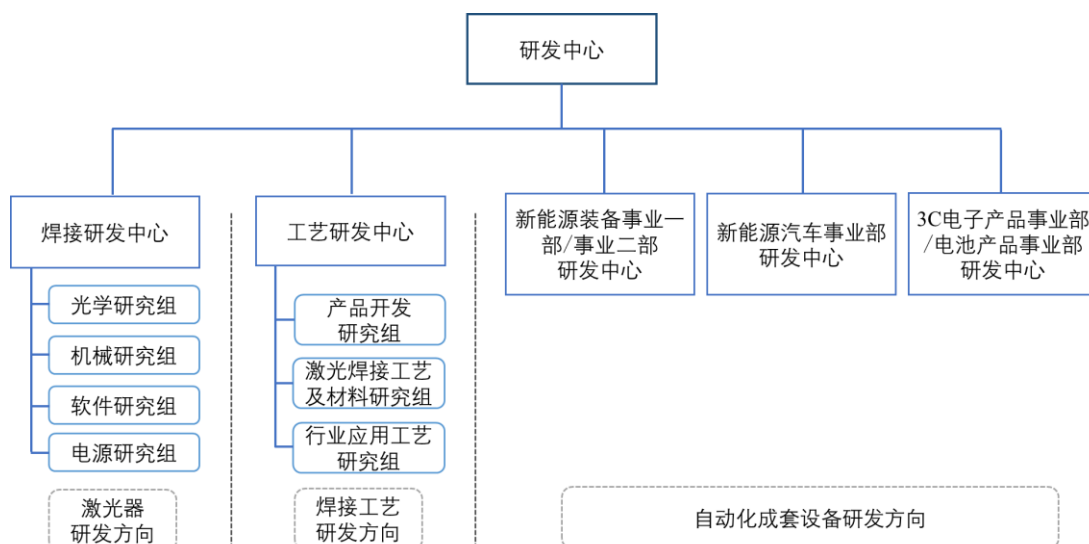 研发中心
焊接研发中心
工艺研发中心
新能源装备事业一
部/事业二部
研发中心
新能源汽车事业部
研发中心
3C电子产品事业部
/电池产品事业部
研发中心
光学研究组
机械研究组
软件研究组
电源研究组
产品开发
研究组
激光焊接工艺
及材料研究组
行业应用工艺
研究组
激光器
研发方向
焊接工艺
研发方向
自动化成套设备研发方向